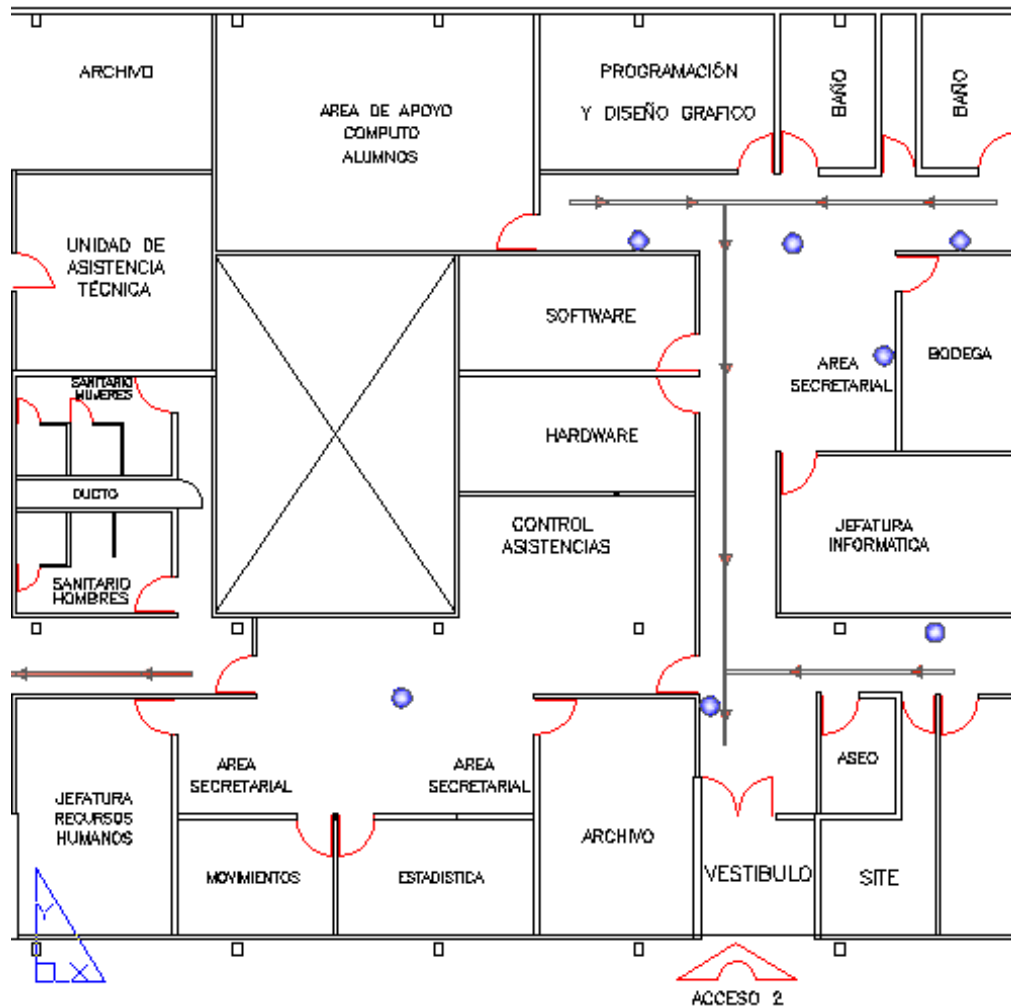 ARCHIVO
AREA DE APOYO
COMPUTO
ALUMNOS
PROGRAMACIÓN
Y DISEÑO GRAFICO
BAÑO
BAÑO
UNIDAD DE
ASISTENCIA
TÉCNICA
SOFTWARE
AREA
SECRETARIAL
BODEGA
SANITARIO
MUJERES
HARDWARE
DUCTO
CONTROL
ASISTENCIAS
JEFATURA
INFORMATICA
SANITARIO
HOMBRES
AREA
SECRETARIAL
AREA
SECRETARIAL
ASEO
JEFATURA
RECURSOS
HUMANOS
ARCHIVO
MOVIMIENTOS
ESTADISTICA
VESTIBULO
SITE
Y
X
ACCESO 2